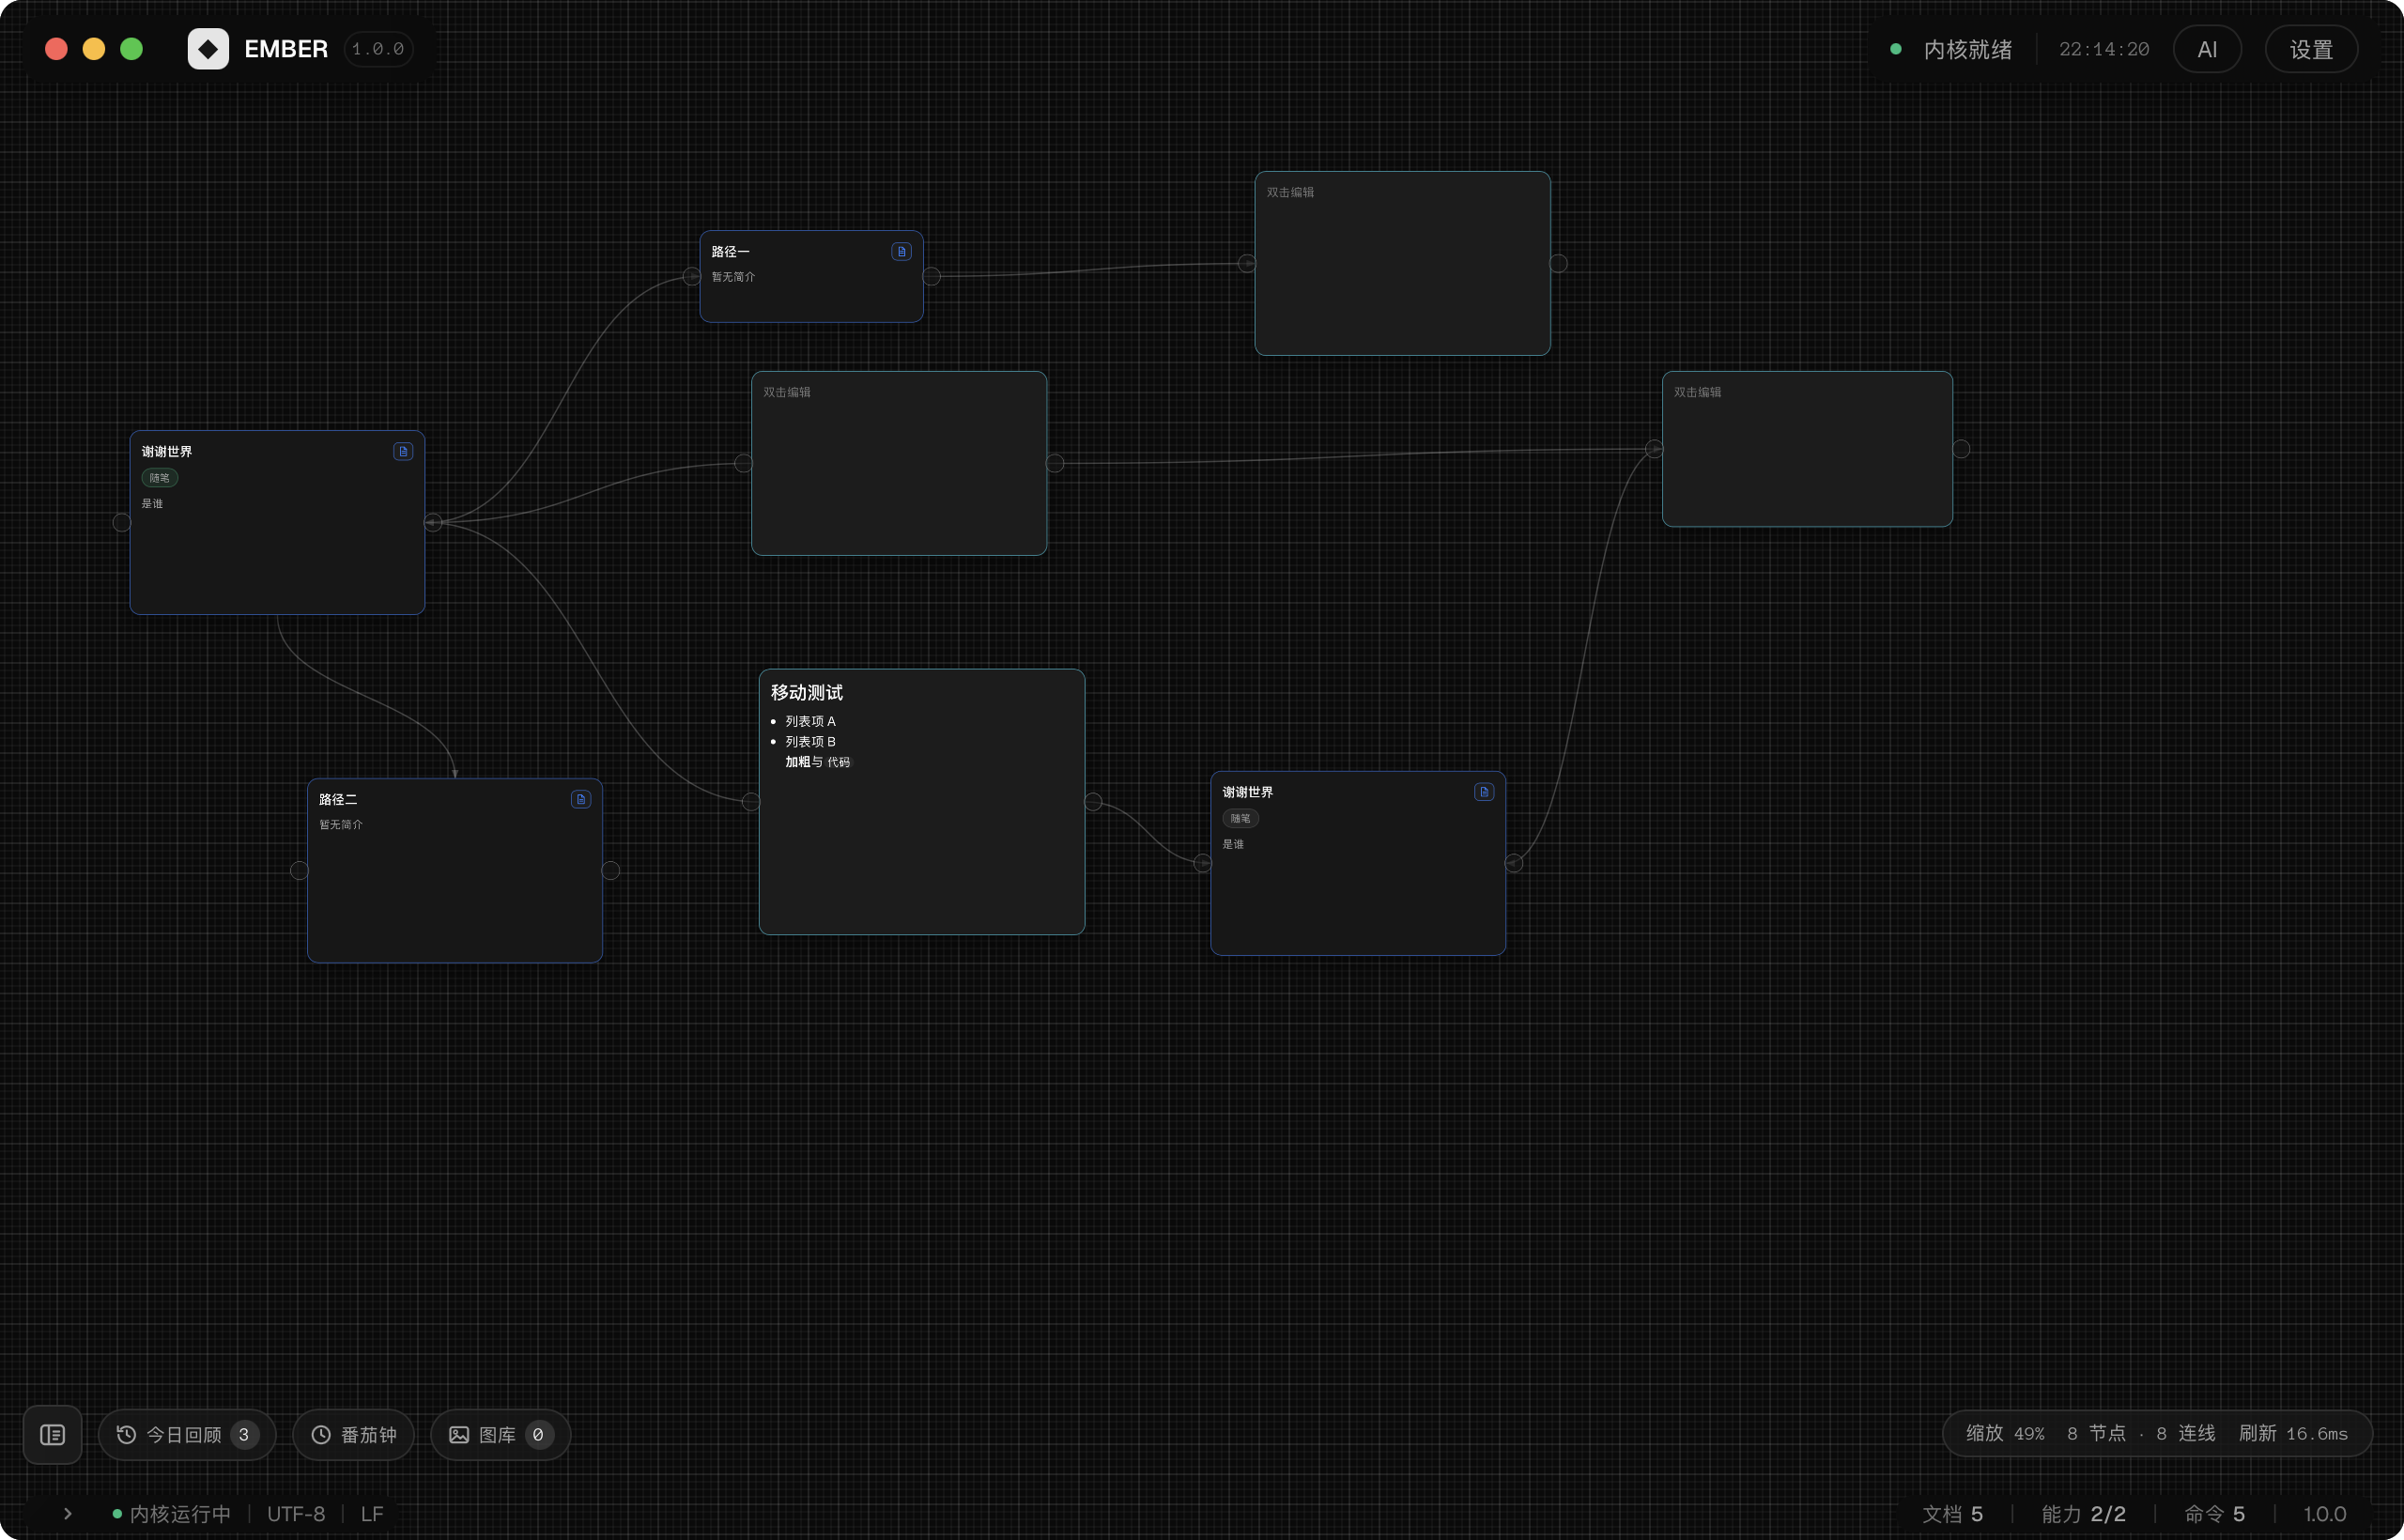 EMBER 1.0.0
内核就绪 22:14:20 AI 设置
双击编辑
路径一
暂无简介
双击编辑
双击编辑
谢谢世界
随笔
是谁
移动测试
列表项 A
列表项 B
加粗与 代码
路径二
暂无简介
谢谢世界
随笔
是谁
今日回顾 3 番茄钟 图库 0
缩放 49% 8 节点 · 8 连线 刷新 16.6ms
内核运行中 UTF-8 LF
文档 5 能力 2/2 命令 5 1.0.0